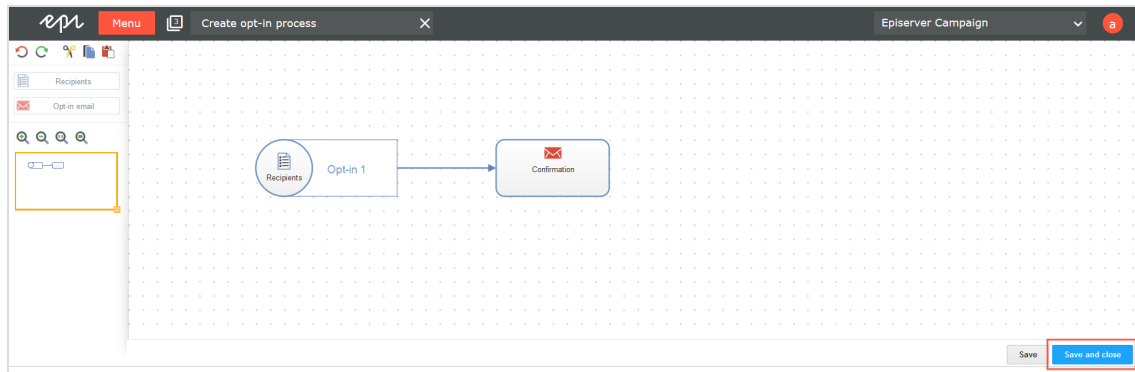 epi
Menu
3
Create opt-in process
Episerver Campaign
a
Recipients
Opt-in email
Recipients
Opt-in 1
Confirmation
Save
Save and close